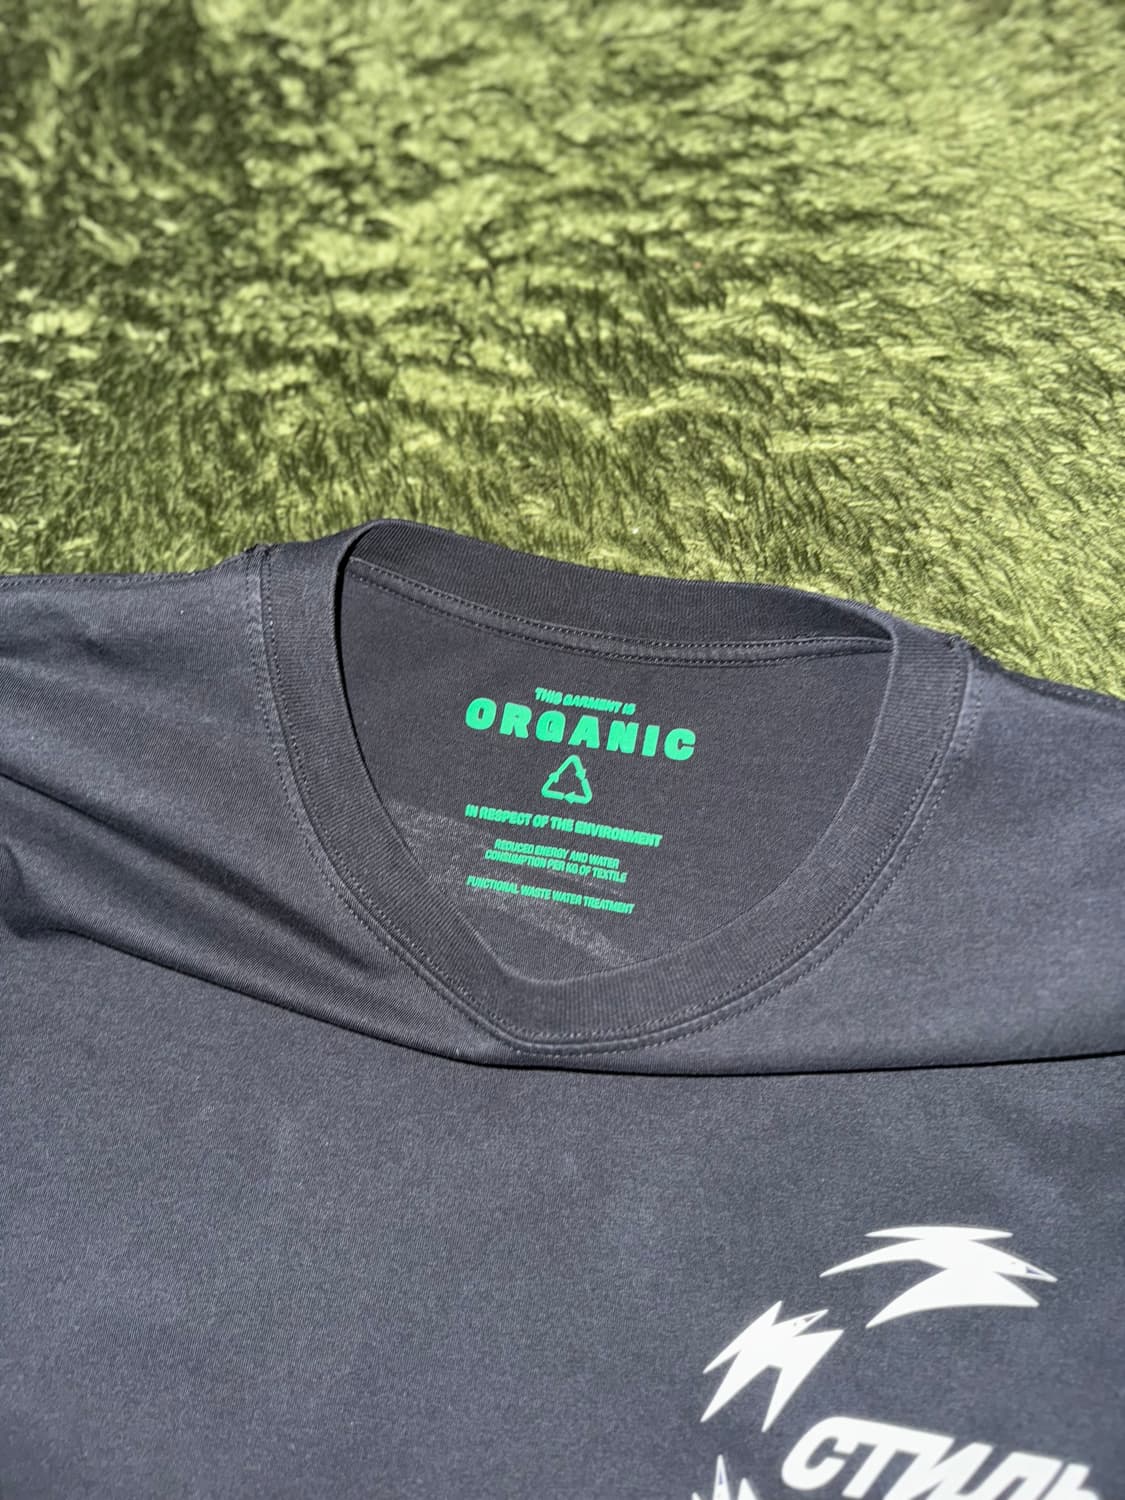 THIS GARMENT IS
ORGANIC
IN RESPECT OF THE ENVIRONMENT
REDUCED ENERGY AND WATER
CONSUMPTION PER KG OF TEXTILE
FUNCTIONAL WASTE WATER TREATMENT
СТИЛЬ